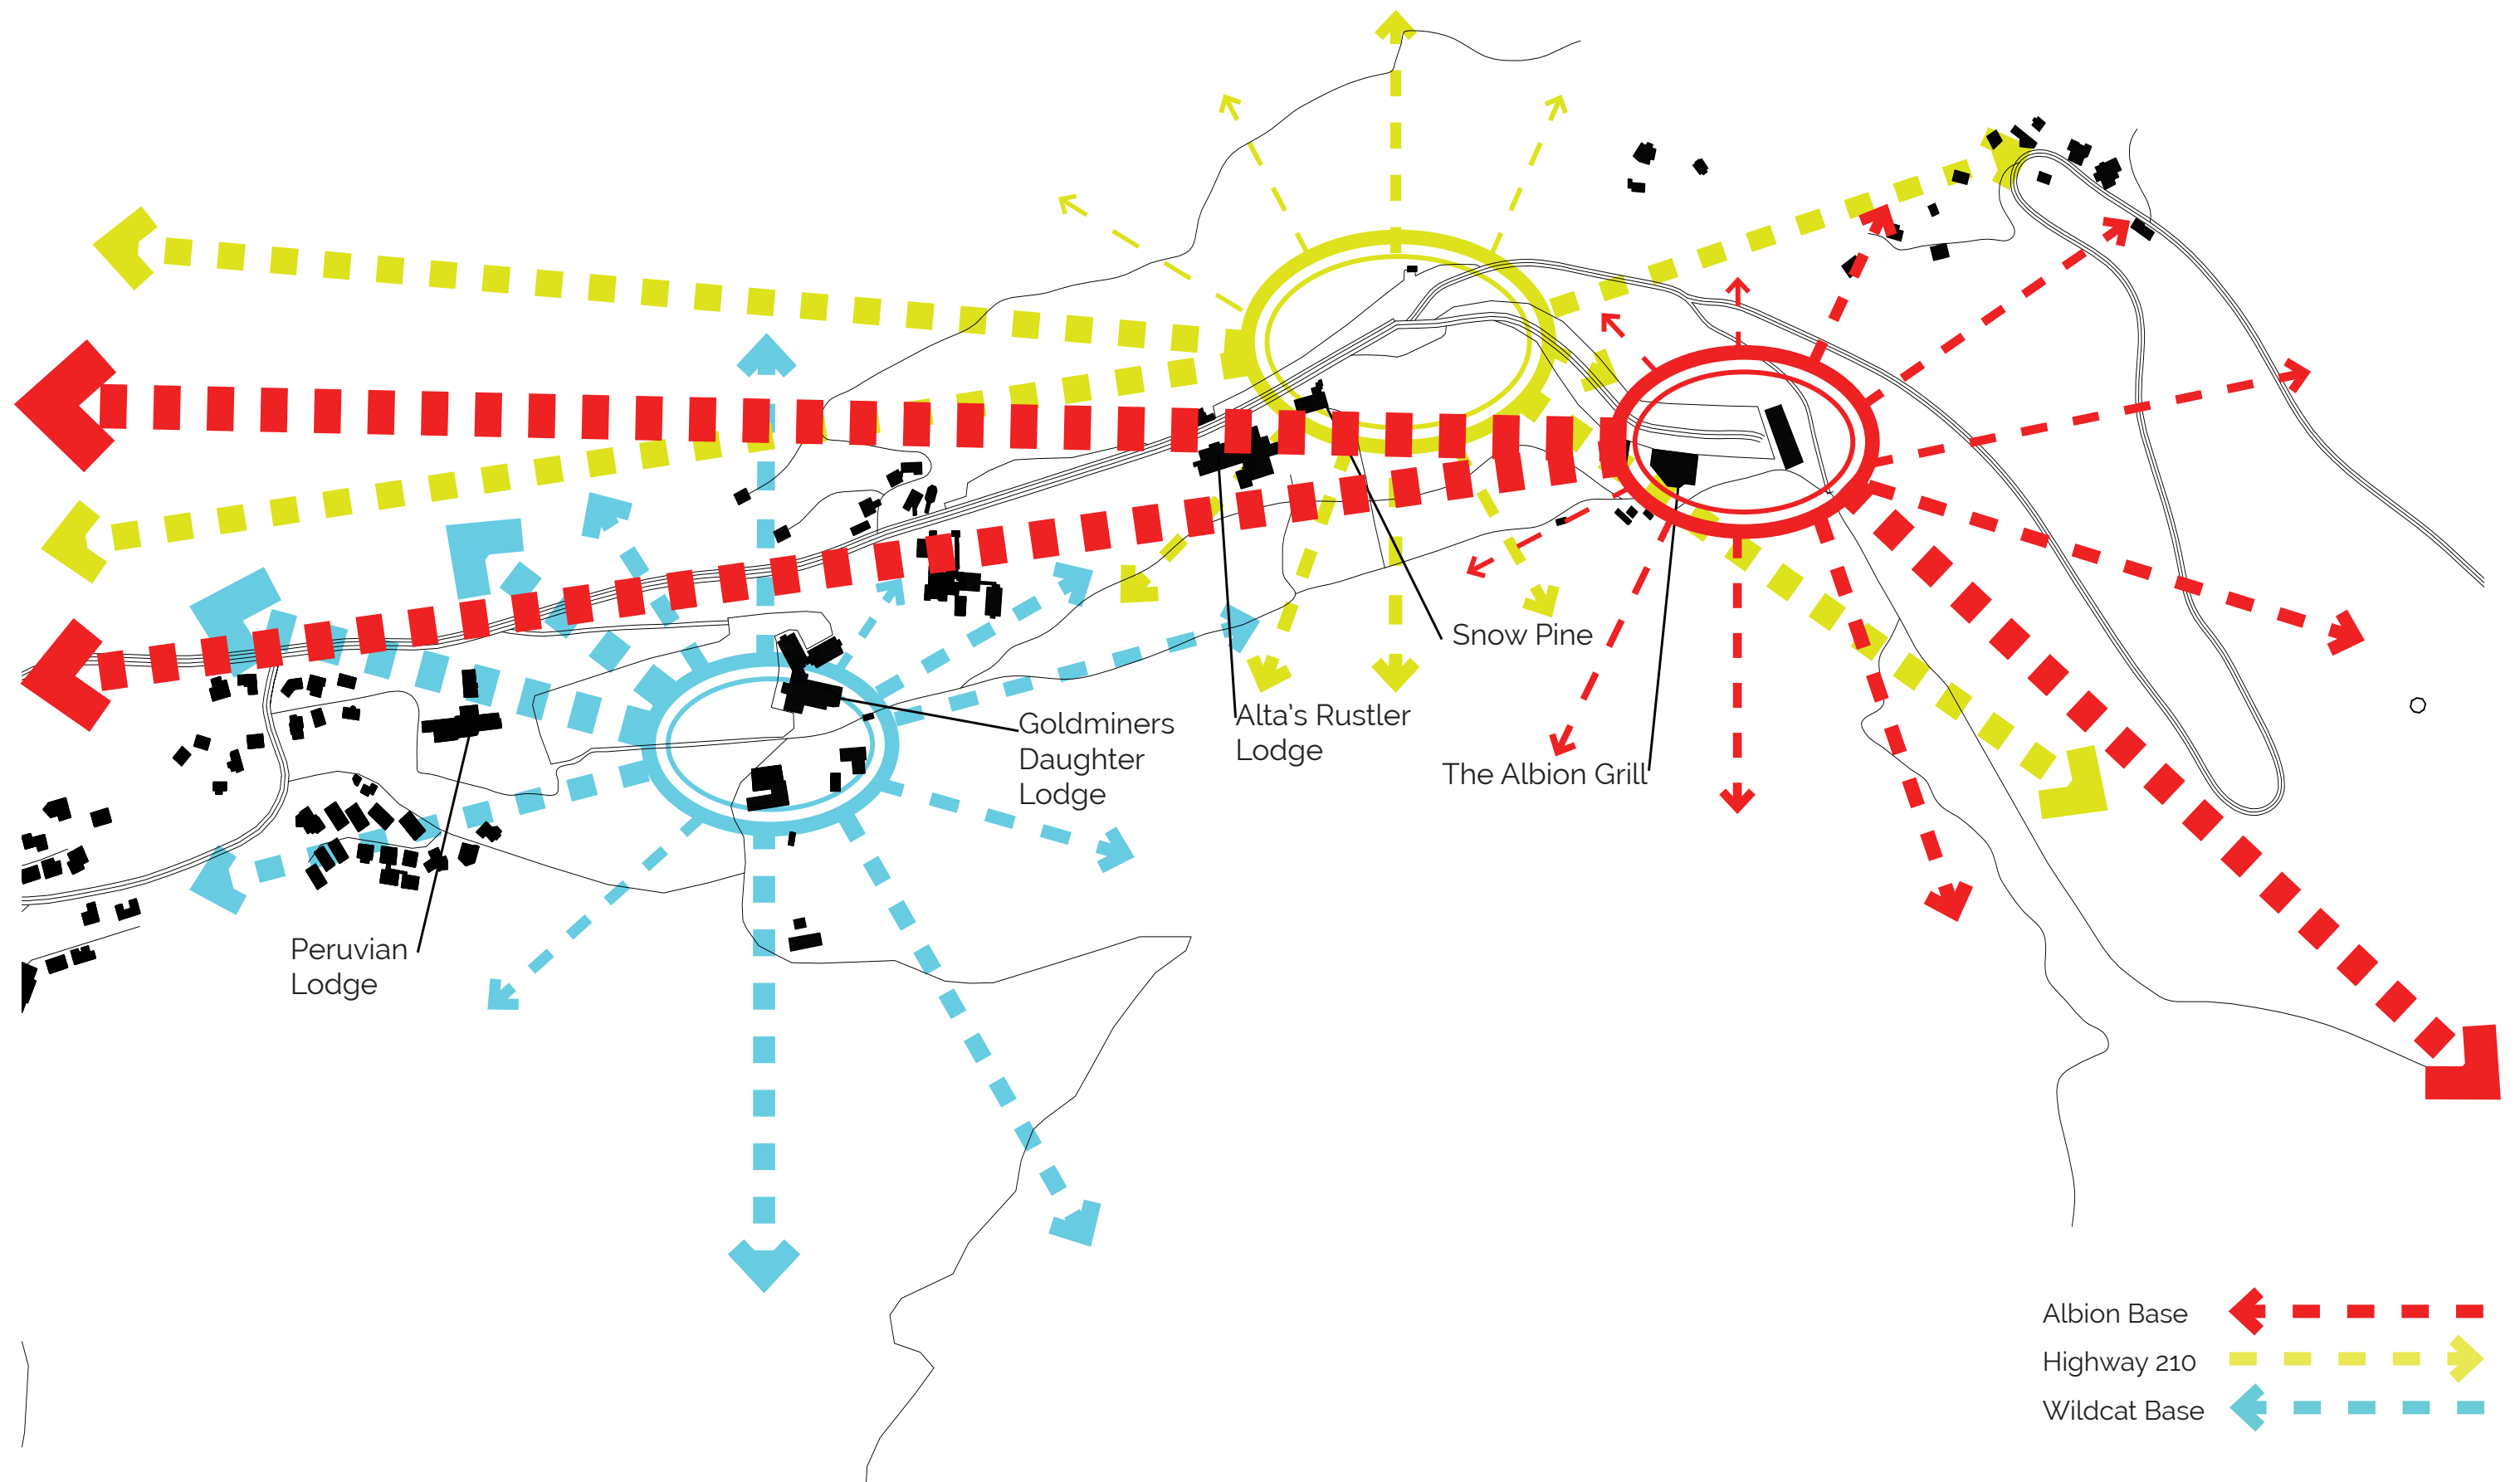 Snow Pine
Goldminers
Daughter
Lodge
Alta's Rustler
Lodge
The Albion Grill
Peruvian
Lodge
Albion Base
Highway 210
Wildcat Base